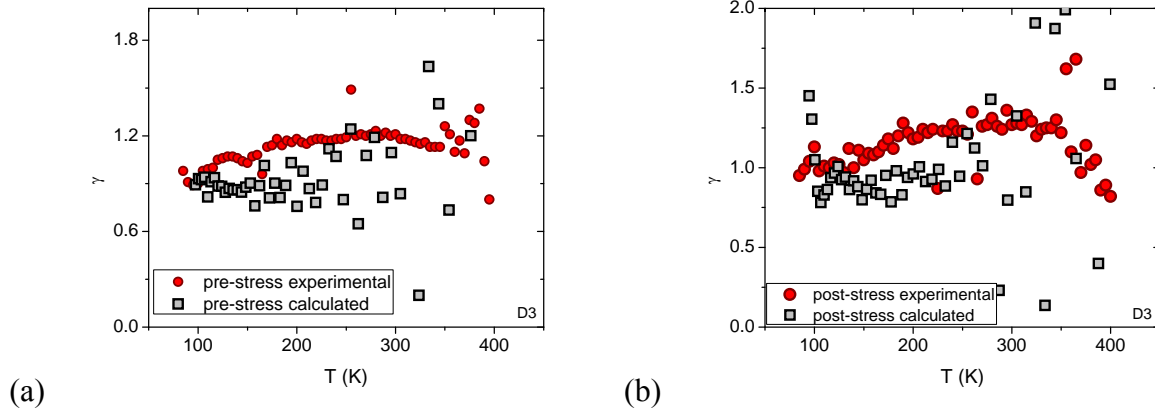 1.8
1.2
0.6
0.0
γ
pre-stress experimental
pre-stress calculated
D3
100
200
300
400
T (K)
(a)
2.0
1.5
1.0
0.5
0.0
γ
post-stress experimental
post-stress calculated
D3
100
200
300
400
T (K)
(b)